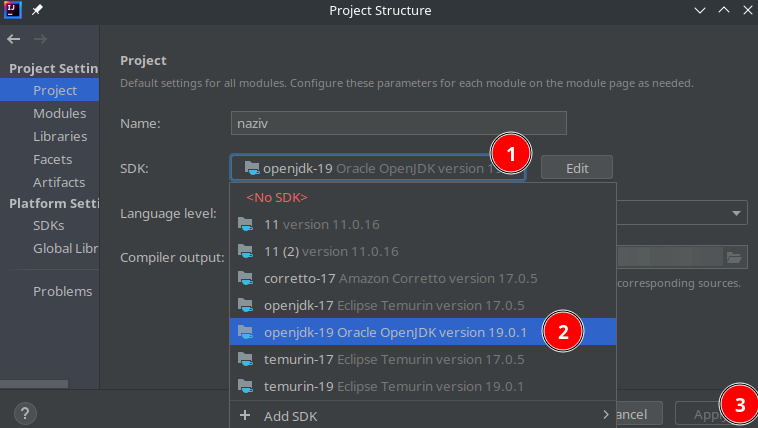 IJ
Project Structure
Project Settin
Project
Modules
Libraries
Facets
Artifacts
Platform Setti
SDKs
Global Libr
Problems
Project
Default settings for all modules. Configure these parameters for each module on the module page as needed.
Name:
naziv
1
SDK:
openjdk-19 Oracle OpenJDK version
Edit
<No SDK>
11 version 11.0.16
11 (2) version 11.0.16
corretto-17 Amazon Corretto version 17.0.5
openjdk-17 Eclipse Temurin version 17.0.5
openjdk-19 Oracle OpenJDK version 19.0.1
2
temurin-17 Eclipse Temurin version 17.0.5
temurin-19 Eclipse Temurin version 19.0.1
+ Add SDK
Language level:
Compiler output:
corresponding sources.
?
ancel
Apply
3